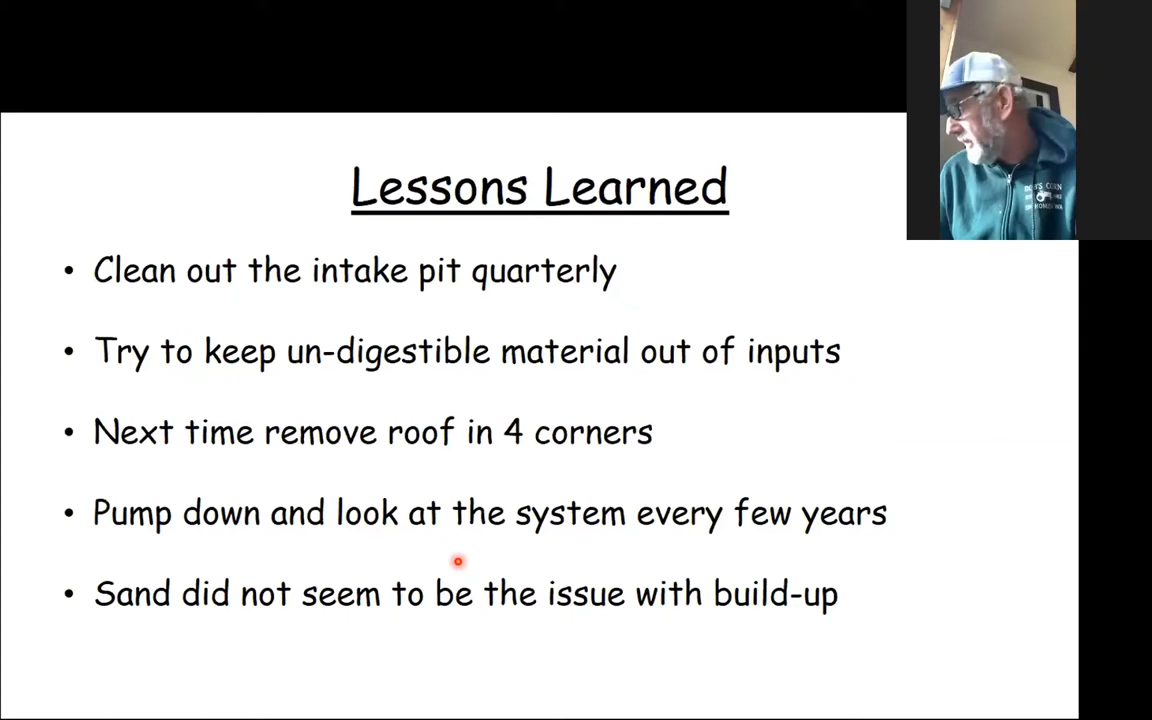 Lessons Learned
• Clean out the intake pit quarterly
• Try to keep un-digestible material out of inputs
• Next time remove roof in 4 corners
• Pump down and look at the system every few years
• Sand did not seem to be the issue with build-up
CORN